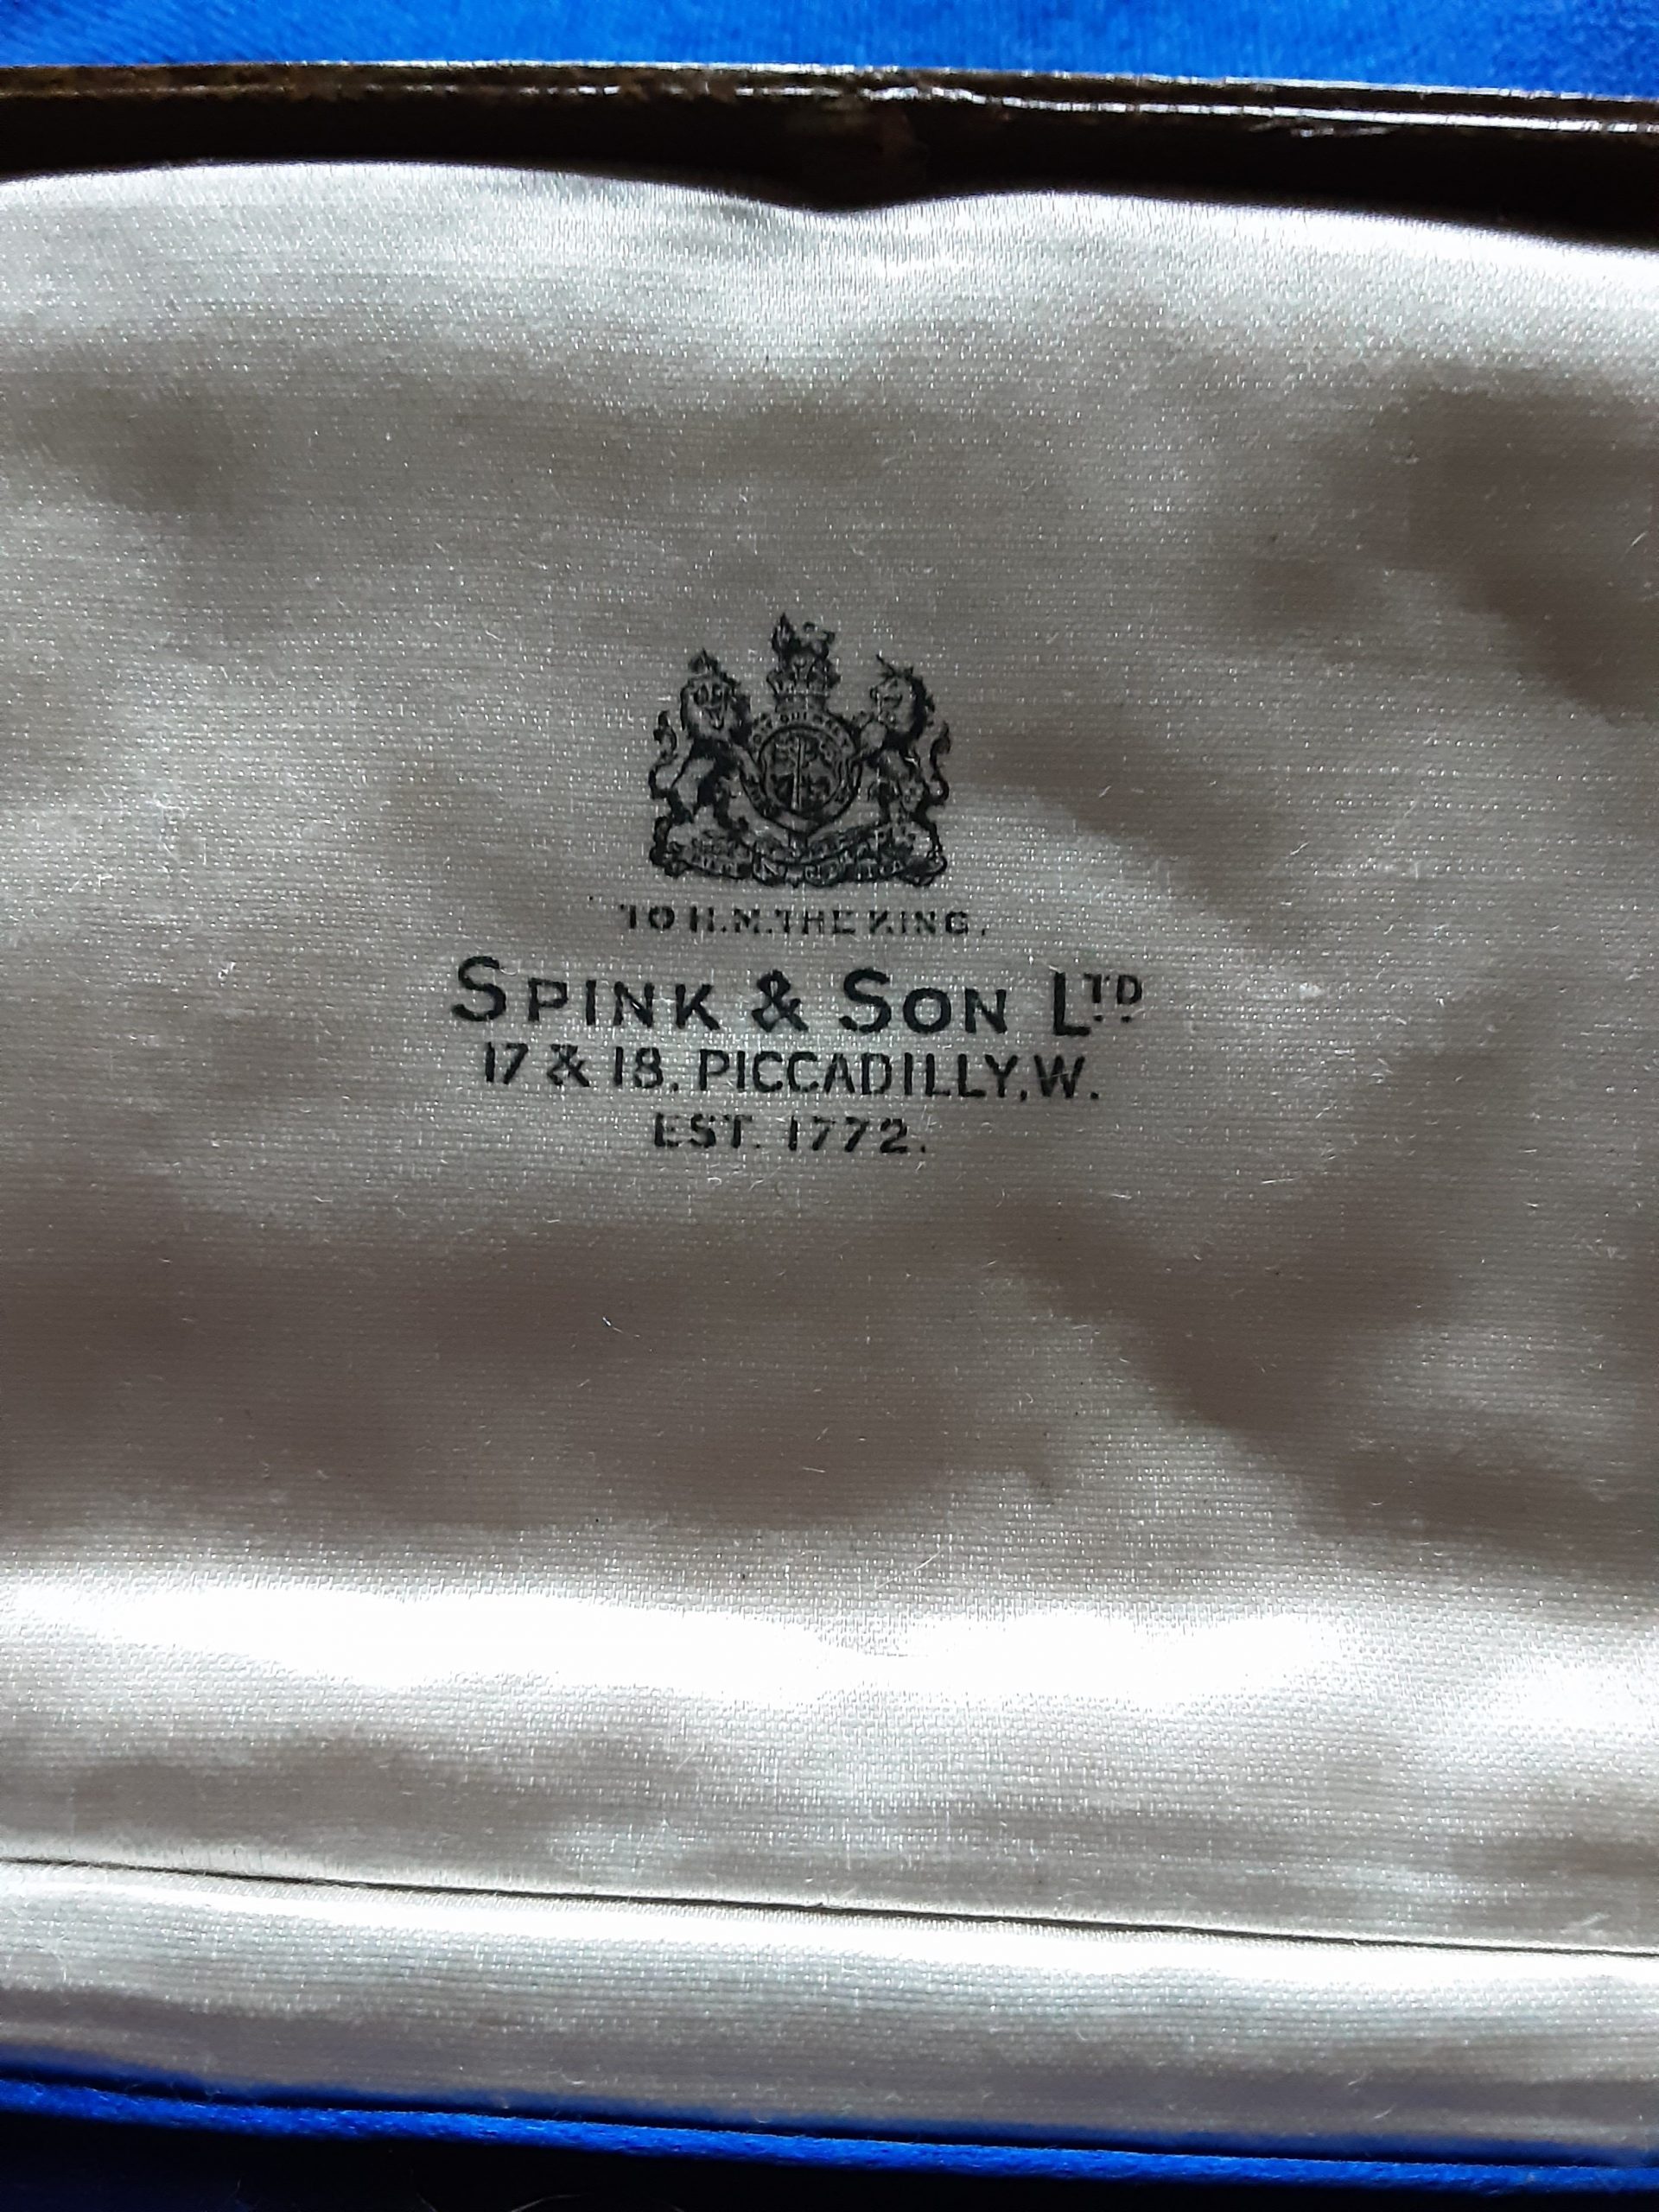 TO H.M. THE KING.
SPINK & SON LTD
17 & 18, PICCADILLY, W.
EST. 1772.